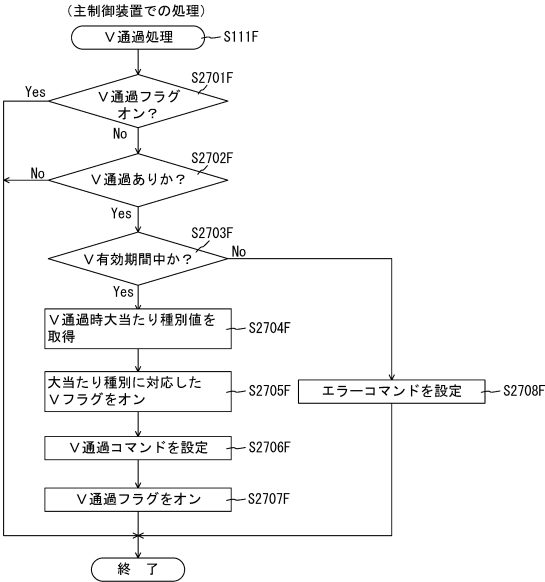 (主制御装置での処理)
V通過処理
S111F
S2701F
Yes
V通過フラグ
オン?
No
S2702F
No
V通過ありか?
Yes
S2703F
V有効期間中か?
No
Yes
V通過時大当たり種別値を
取得
S2704F
大当たり種別に対応した
Vフラグをオン
S2705F
エラーコマンドを設定
S2708F
V通過コマンドを設定
S2706F
V通過フラグをオン
S2707F
終 了